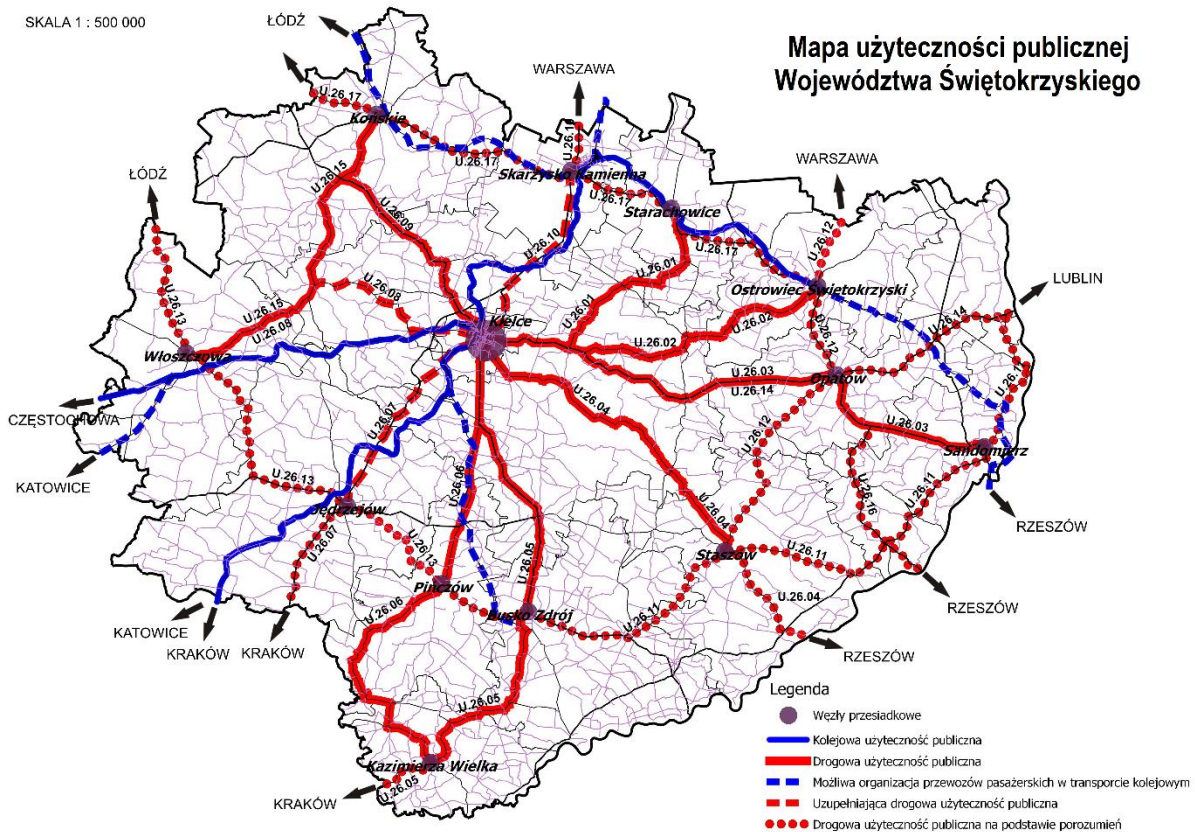 SKALA 1 : 500 000
ŁÓDŹ
Mapa użyteczności publicznej
Województwa Świętokrzyskiego
WARSZAWA
U.26.17
Końskie
U.26.10
U.26.17
WARSZAWA
ŁÓDŹ
U.26.15
Skarżysko Kamienna
U.26.17
Starachowice
U.26.09
U.26.10
U.26.17
U.26.12
U.26.01
LUBLIN
U.26.13
U.26.08
Ostrowiec Świętokrzyski
U.26.15
U.26.01
U.26.02
U.26.14
U.26.08
Kielce
U.26.02
U.26.12
Włoszczowa
U.26.03
Opatów
U.26.14
U.26.11
CZĘSTOCHOWA
U.26.07
U.26.04
U.26.12
U.26.03
Sandomierz
KATOWICE
U.26.13
U.26.06
U.26.04
U.26.16
U.26.11
Jędrzejów
RZESZÓW
U.26.07
U.26.13
U.26.05
Staszów
U.26.11
Pińczów
U.26.04
RZESZÓW
U.26.06
Busko Zdrój
U.26.11
KATOWICE
KRAKÓW
KRAKÓW
RZESZÓW
U.26.05
Kazimierza Wielka
U.26.05
KRAKÓW
Legenda
Węzły przesiadkowe
Kolejowa użyteczność publiczna
Drogowa użyteczność publiczna
Możliwa organizacja przewozów pasażerskich w transporcie kolejowym
Uzupełniająca drogowa użyteczność publiczna
Drogowa użyteczność publiczna na podstawie porozumień